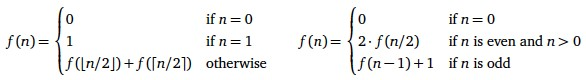 f(n) = { 0 if n = 0
1 if n = 1
f(⌊n/2⌋) + f(⌈n/2⌉) otherwise
f(n) = { 0 if n = 0
2 · f(n/2) if n is even and n > 0
f(n − 1) + 1 if n is odd